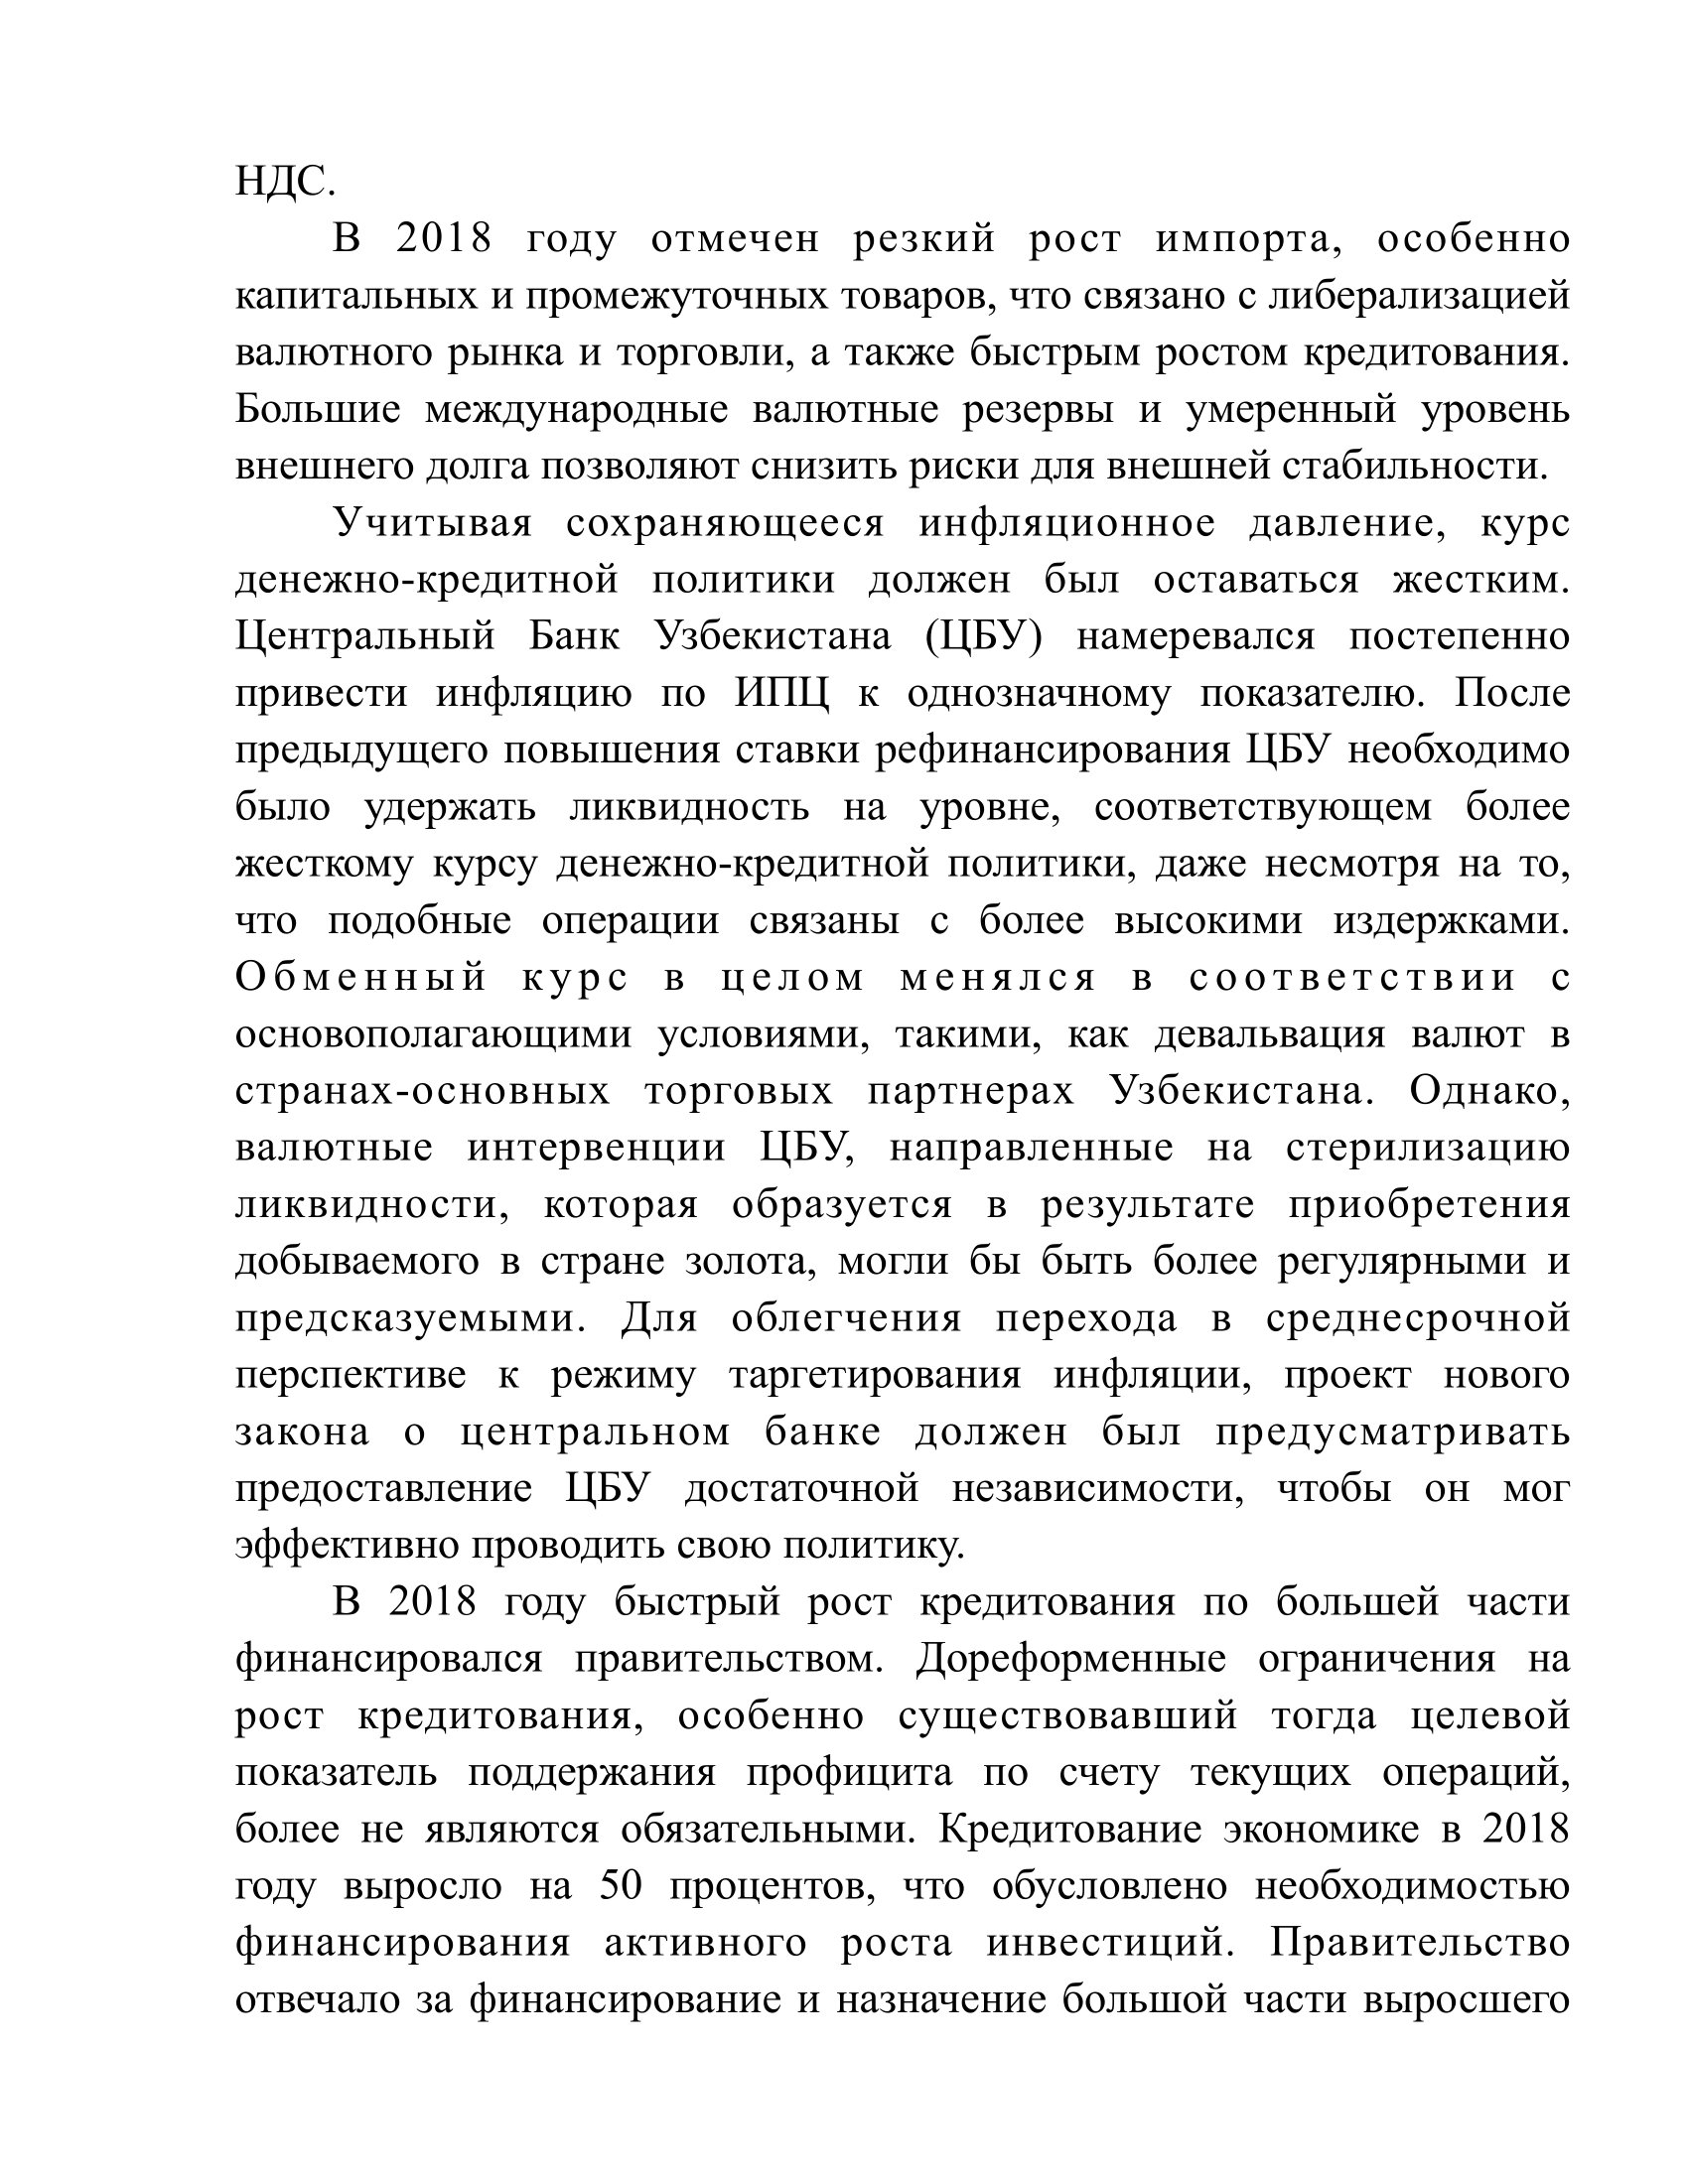 НДС.
В 2018 году отмечен резкий рост импорта, особенно
капитальных и промежуточных товаров, что связано с либерализацией
валютного рынка и торговли, а также быстрым ростом кредитования.
Большие международные валютные резервы и умеренный уровень
внешнего долга позволяют снизить риски для внешней стабильности.
Учитывая сохраняющееся инфляционное давление, курс
денежно-кредитной политики должен был оставаться жестким.
Центральный Банк Узбекистана (ЦБУ) намеревался постепенно
привести инфляцию по ИПЦ к однозначному показателю. После
предыдущего повышения ставки рефинансирования ЦБУ необходимо
было удержать ликвидность на уровне, соответствующем более
жесткому курсу денежно-кредитной политики, даже несмотря на то,
что подобные операции связаны с более высокими издержками.
Обменный курс в целом менялся в соответствии с
основополагающими условиями, такими, как девальвация валют в
странах-основных торговых партнерах Узбекистана. Однако,
валютные интервенции ЦБУ, направленные на стерилизацию
ликвидности, которая образуется в результате приобретения
добываемого в стране золота, могли бы быть более регулярными и
предсказуемыми. Для облегчения перехода в среднесрочной
перспективе к режиму таргетирования инфляции, проект нового
закона о центральном банке должен был предусматривать
предоставление ЦБУ достаточной независимости, чтобы он мог
эффективно проводить свою политику.
В 2018 году быстрый рост кредитования по большей части
финансировался правительством. Дореформенные ограничения на
рост кредитования, особенно существовавший тогда целевой
показатель поддержания профицита по счету текущих операций,
более не являются обязательными. Кредитование экономике в 2018
году выросло на 50 процентов, что обусловлено необходимостью
финансирования активного роста инвестиций. Правительство
отвечало за финансирование и назначение большой части выросшего